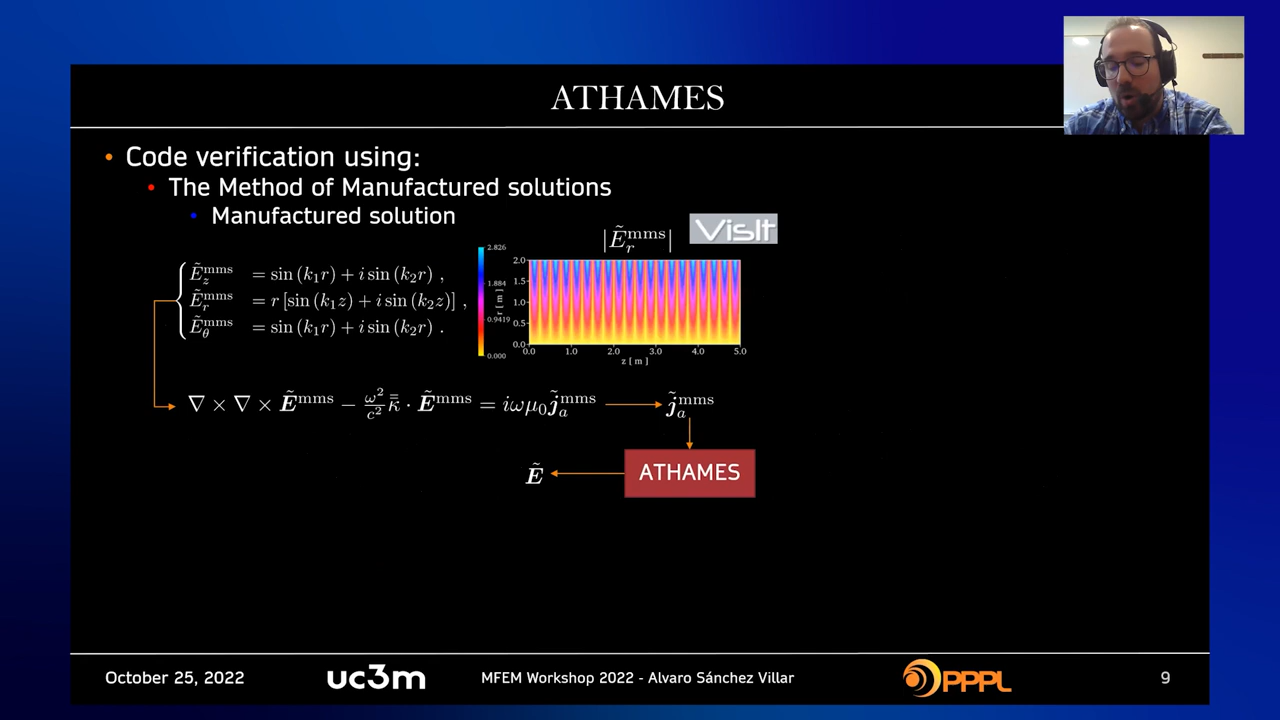 ATHAMES
• Code verification using:
• The Method of Manufactured solutions
• Manufactured solution
|Ẽ_r^mms| VisIt
Ẽ_z^mms = sin (k₁r) + i sin (k₂r) ,
Ẽ_r^mms = r [sin (k₁z) + i sin (k₂z)] ,
Ẽ_θ^mms = sin (k₁r) + i sin (k₂r) .
2.826
1.884
0.9419
0.000
r [ m ]
2.0
1.5
1.0
0.5
0.0
0.0 1.0 2.0 3.0 4.0 5.0
z [ m ]
∇ × ∇ × Ẽ^mms − ω²/c² κ̿ · Ẽ^mms = iωμ₀j̃_a^mms → j̃_a^mms
Ẽ ← ATHAMES
October 25, 2022 uc3m MFEM Workshop 2022 - Alvaro Sánchez Villar PPPL 9